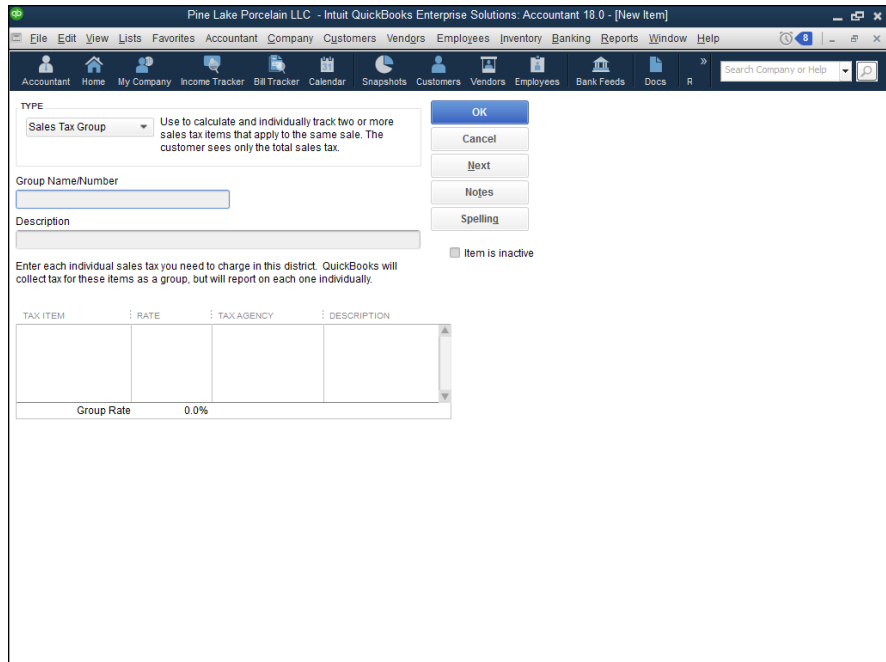 Pine Lake Porcelain LLC - Intuit QuickBooks Enterprise Solutions: Accountant 18.0 - [New Item]
File Edit View Lists Favorites Accountant Company Customers Vendors Employees Inventory Banking Reports Window Help 8
31
Accountant Home My Company Income Tracker Bill Tracker Calendar Snapshots Customers Vendors Employees Bank Feeds Docs R » Search Company or Help
TYPE
Sales Tax Group
Use to calculate and individually track two or more
sales tax items that apply to the same sale. The
customer sees only the total sales tax.
OK
Cancel
Next
Notes
Spelling
Item is inactive
Group Name/Number
Description
Enter each individual sales tax you need to charge in this district. QuickBooks will
collect tax for these items as a group, but will report on each one individually.
TAX ITEM RATE TAX AGENCY DESCRIPTION
Group Rate 0.0%